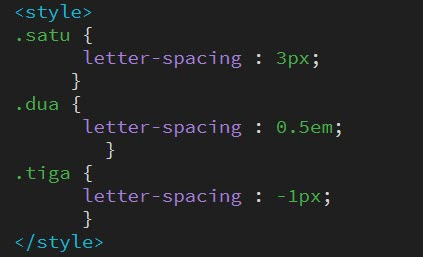 <style>
.satu {
letter-spacing : 3px;
}
.dua {
letter-spacing : 0.5em;
}
.tiga {
letter-spacing : -1px;
}
</style>